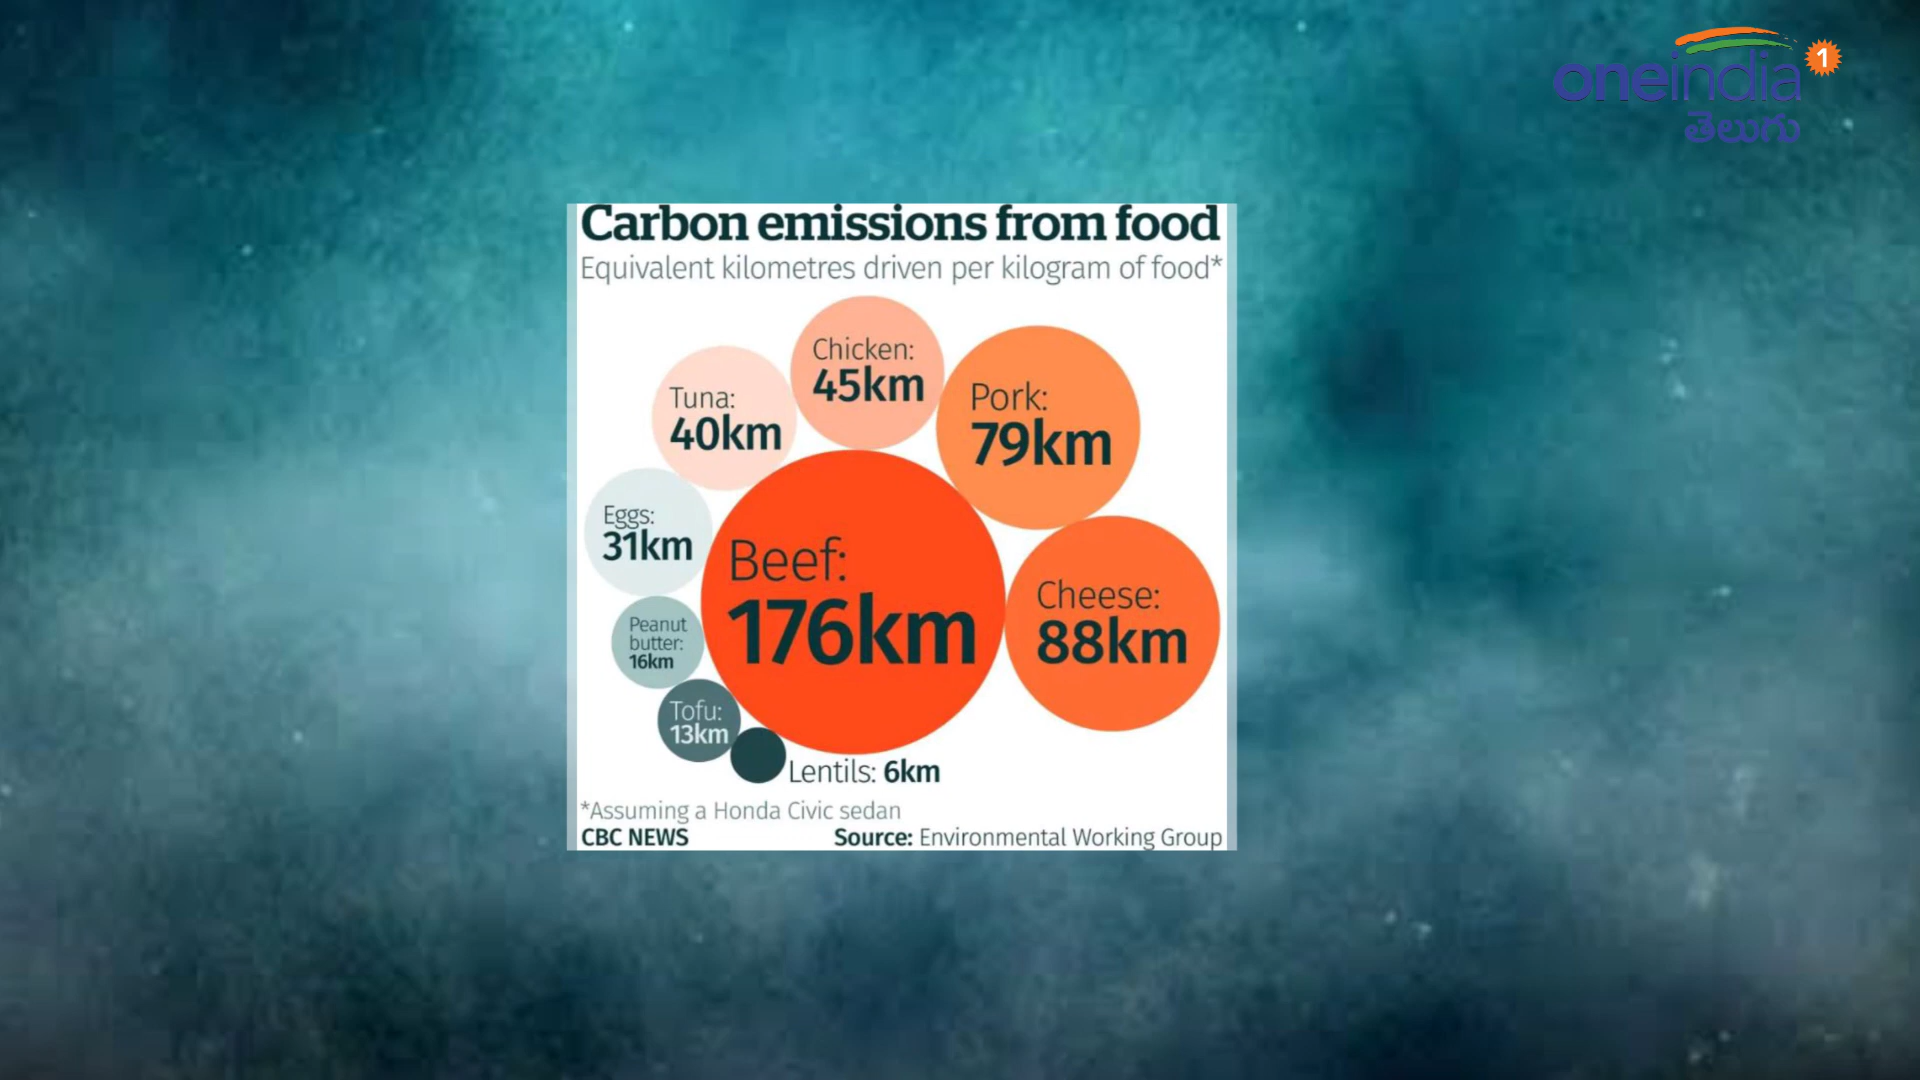 oneindia
1
తెలుగు
Carbon emissions from food
Equivalent kilometres driven per kilogram of food*
Chicken:
45km
Pork:
79km
Tuna:
40km
Eggs:
31km
Beef:
176km
Cheese:
88km
Peanut
butter:
16km
Tofu:
13km
Lentils: 6km
*Assuming a Honda Civic sedan
CBC NEWS
Source: Environmental Working Group